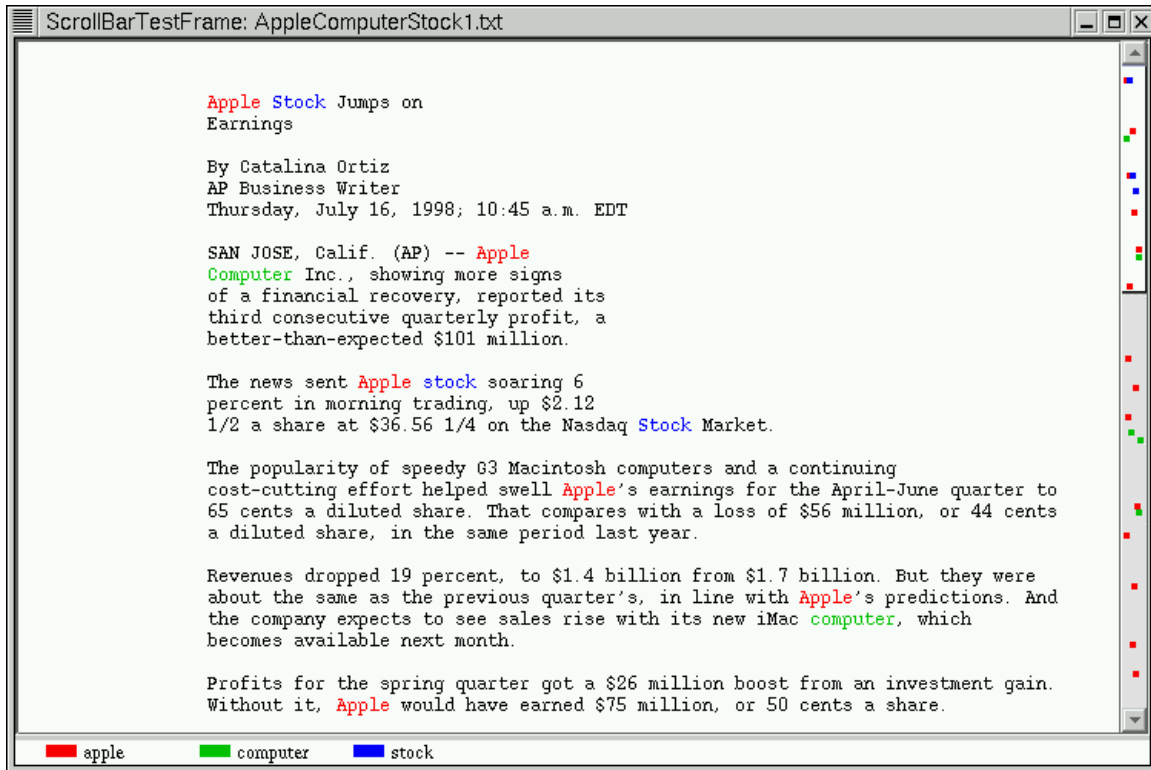 ScrollBarTestFrame: AppleComputerStock1.txt
Apple Stock Jumps on
Earnings
By Catalina Ortiz
AP Business Writer
Thursday, July 16, 1998; 10:45 a.m. EDT
SAN JOSE, Calif. (AP) -- Apple
Computer Inc., showing more signs
of a financial recovery, reported its
third consecutive quarterly profit, a
better-than-expected $101 million.
The news sent Apple stock soaring 6
percent in morning trading, up $2.12
1/2 a share at $36.56 1/4 on the Nasdaq Stock Market.
The popularity of speedy G3 Macintosh computers and a continuing
cost-cutting effort helped swell Apple's earnings for the April-June quarter to
65 cents a diluted share. That compares with a loss of $56 million, or 44 cents
a diluted share, in the same period last year.
Revenues dropped 19 percent, to $1.4 billion from $1.7 billion. But they were
about the same as the previous quarter's, in line with Apple's predictions. And
the company expects to see sales rise with its new iMac computer, which
becomes available next month.
Profits for the spring quarter got a $26 million boost from an investment gain.
Without it, Apple would have earned $75 million, or 50 cents a share.
apple computer stock